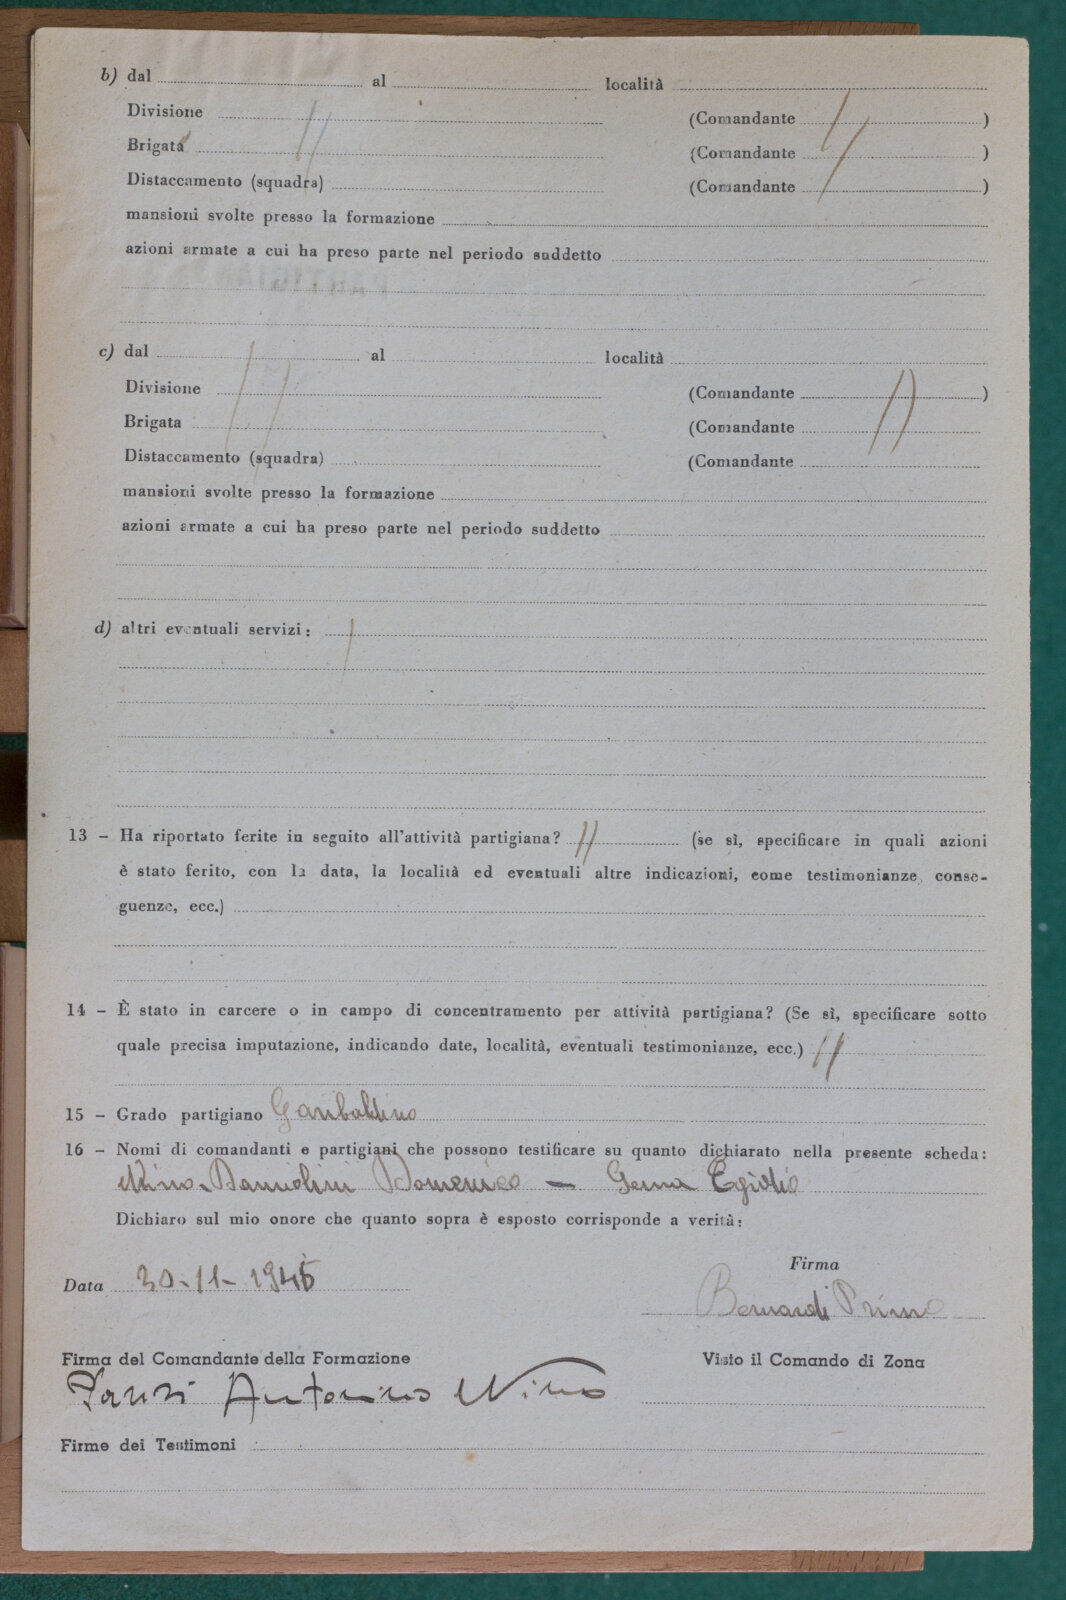 b) dal al località
Divisione (Comandante )
Brigata (Comandante )
Distaccamento (squadra) (Comandante )
mansioni svolte presso la formazione
azioni armate a cui ha preso parte nel periodo suddetto
c) dal al località
Divisione (Comandante )
Brigata (Comandante
Distaccamento (squadra) (Comandante
mansioni svolte presso la formazione
azioni armate a cui ha preso parte nel periodo suddetto
d) altri eventuali servizi:
13 – Ha riportato ferite in seguito all'attività partigiana? (se sì, specificare in quali azioni
è stato ferito, con la data, la località ed eventuali altre indicazioni, come testimonianze, conse-
guenze, ecc.)
14 – È stato in carcere o in campo di concentramento per attività partigiana? (Se sì, specificare sotto
quale precisa imputazione, indicando date, località, eventuali testimonianze, ecc.)
15 – Grado partigiano Garibaldino
16 – Nomi di comandanti e partigiani che possono testificare su quanto dichiarato nella presente scheda:
Nino Domenico – Gema Egidio
Dichiaro sul mio onore che quanto sopra è esposto corrisponde a verità:
Firma
Data 30-11-1945
Bernardi Primo
Firma del Comandante della Formazione Visto il Comando di Zona
Antonino Nino
Firme dei Testimoni